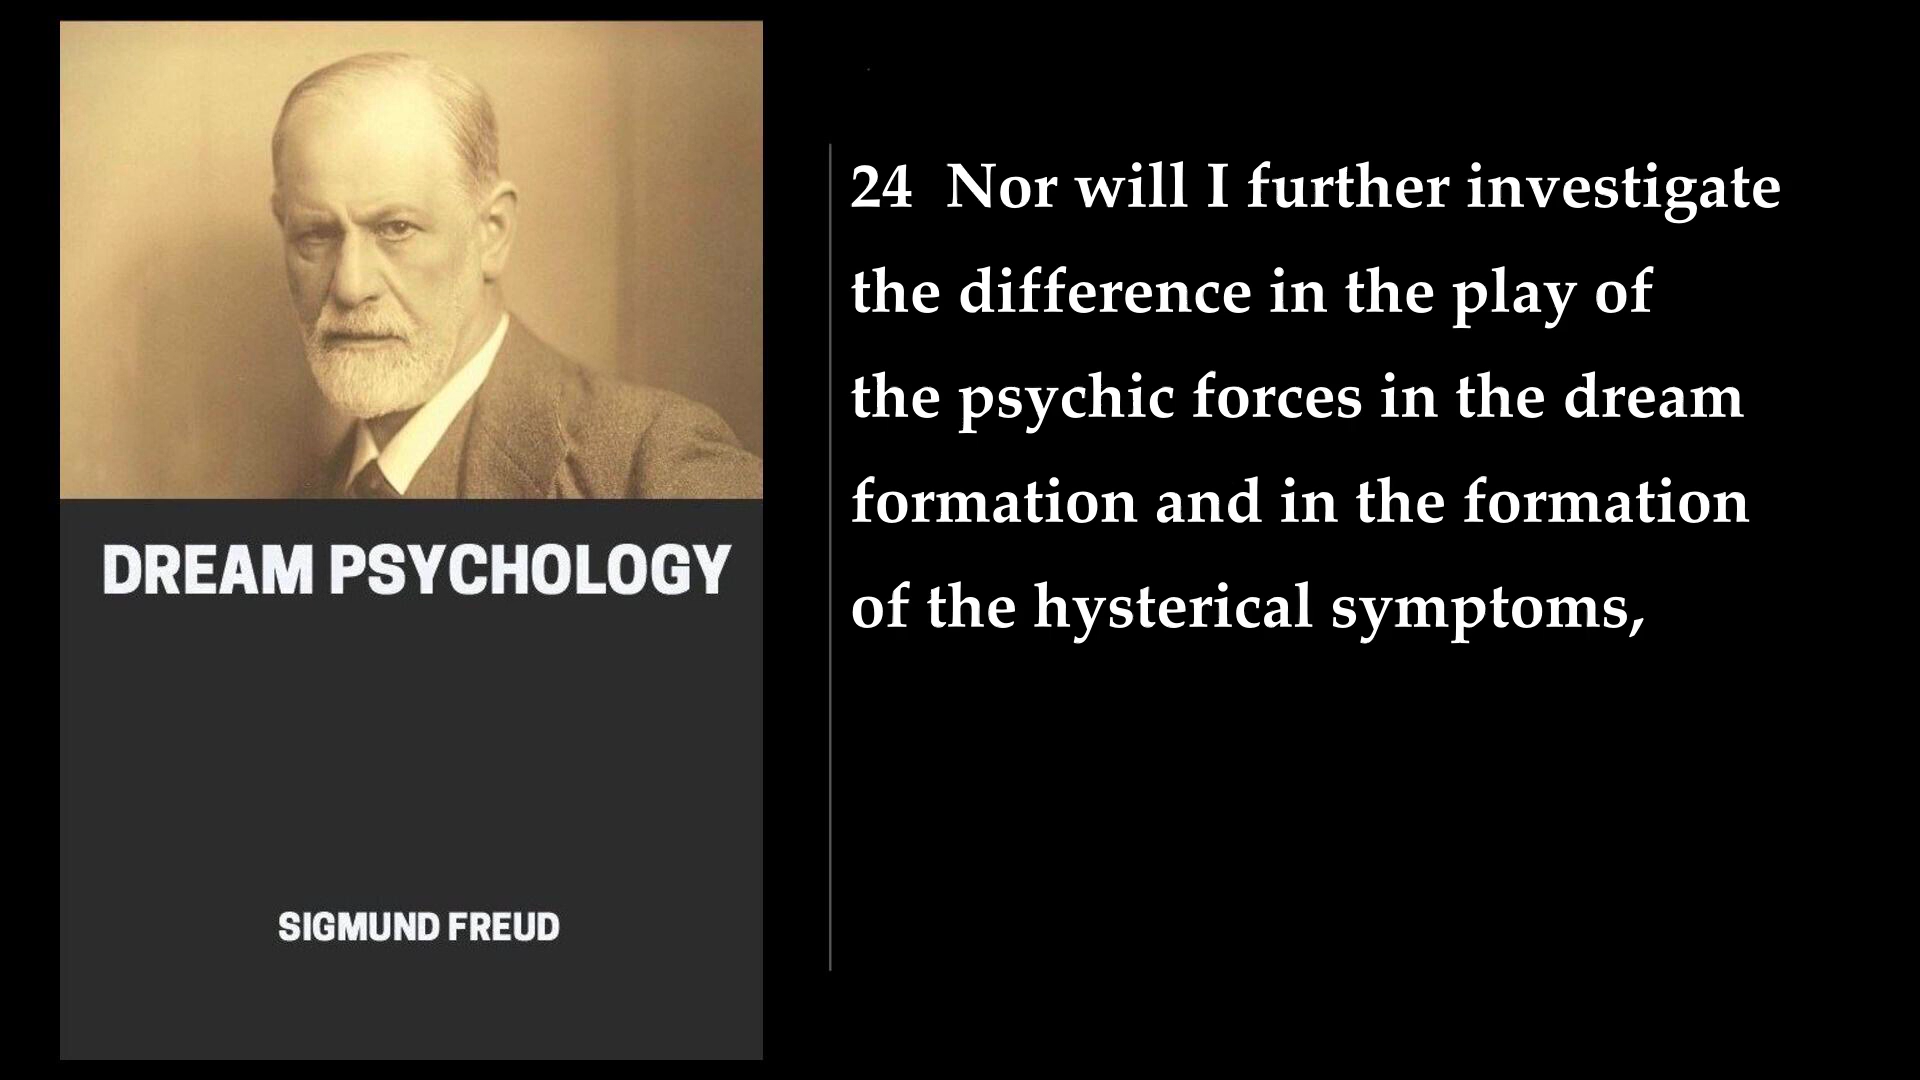 DREAM PSYCHOLOGY
SIGMUND FREUD
24 Nor will I further investigate
the difference in the play of
the psychic forces in the dream
formation and in the formation
of the hysterical symptoms,